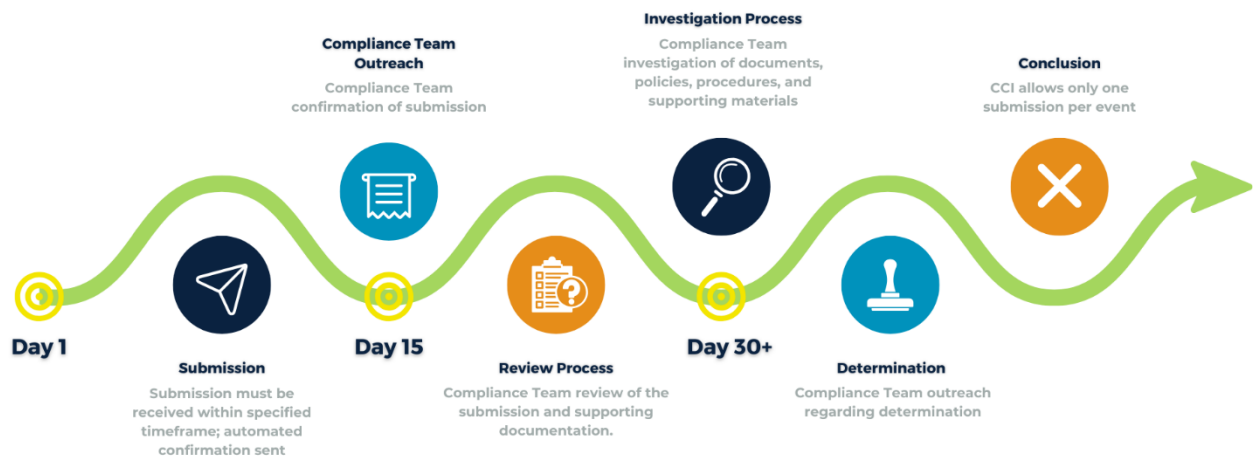 Day 1
Submission
Submission must be
received within specified
timeframe; automated
confirmation sent
Compliance Team
Outreach
Compliance Team
confirmation of submission
Day 15
Review Process
Compliance Team review of the
submission and supporting
documentation.
Investigation Process
Compliance Team
investigation of documents,
policies, procedures, and
supporting materials
Day 30+
Determination
Compliance Team outreach
regarding determination
Conclusion
CCI allows only one
submission per event